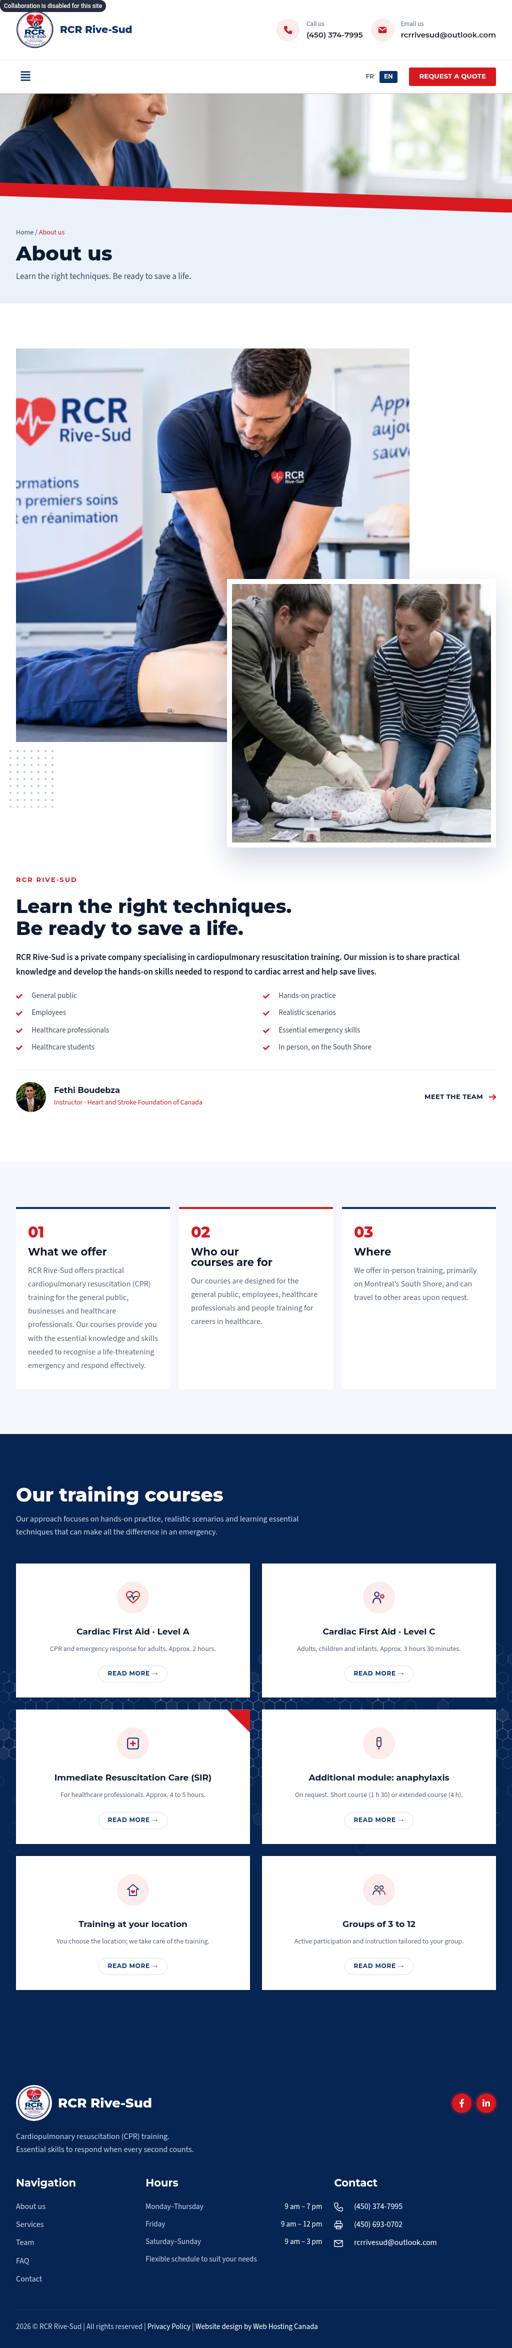 Collaboration is disabled for this site
RCR Rive-Sud
Call us
(450) 374-7995
Email us
rcrrivesud@outlook.com
FR
EN
REQUEST A QUOTE
Home / About us
About us
Learn the right techniques. Be ready to save a life.
RCR
Rive-Sud
ormations
n premiers soins
t en réanimation
RCR
Rive-Sud
Appr
aujou
sauv
RCR RIVE-SUD
Learn the right techniques.
Be ready to save a life.
RCR Rive-Sud is a private company specialising in cardiopulmonary resuscitation training. Our mission is to share practical
knowledge and develop the hands-on skills needed to respond to cardiac arrest and help save lives.
General public
Hands-on practice
Employees
Realistic scenarios
Healthcare professionals
Essential emergency skills
Healthcare students
In person, on the South Shore
Fethi Boudebza
Instructor · Heart and Stroke Foundation of Canada
MEET THE TEAM
01
What we offer
RCR Rive-Sud offers practical
cardiopulmonary resuscitation (CPR)
training for the general public,
businesses and healthcare
professionals. Our courses provide you
with the essential knowledge and skills
needed to recognise a life-threatening
emergency and respond effectively.
02
Who our
courses are for
Our courses are designed for the
general public, employees, healthcare
professionals and people training for
careers in healthcare.
03
Where
We offer in-person training, primarily
on Montreal's South Shore, and can
travel to other areas upon request.
Our training courses
Our approach focuses on hands-on practice, realistic scenarios and learning essential
techniques that can make all the difference in an emergency.
Cardiac First Aid · Level A
CPR and emergency response for adults. Approx. 2 hours.
READ MORE →
Cardiac First Aid · Level C
Adults, children and infants. Approx. 3 hours 30 minutes.
READ MORE →
Immediate Resuscitation Care (SIR)
For healthcare professionals. Approx. 4 to 5 hours.
READ MORE →
Additional module: anaphylaxis
On request. Short course (1 h 30) or extended course (4 h).
READ MORE →
Training at your location
You choose the location; we take care of the training.
READ MORE →
Groups of 3 to 12
Active participation and instruction tailored to your group.
READ MORE →
RCR Rive-Sud
Cardiopulmonary resuscitation (CPR) training.
Essential skills to respond when every second counts.
Navigation
About us
Services
Team
FAQ
Contact
Hours
Monday–Thursday 9 am – 7 pm
Friday 9 am – 12 pm
Saturday–Sunday 9 am – 3 pm
Flexible schedule to suit your needs
Contact
(450) 374-7995
(450) 693-0702
rcrrivesud@outlook.com
2026 © RCR Rive-Sud | All rights reserved | Privacy Policy | Website design by Web Hosting Canada